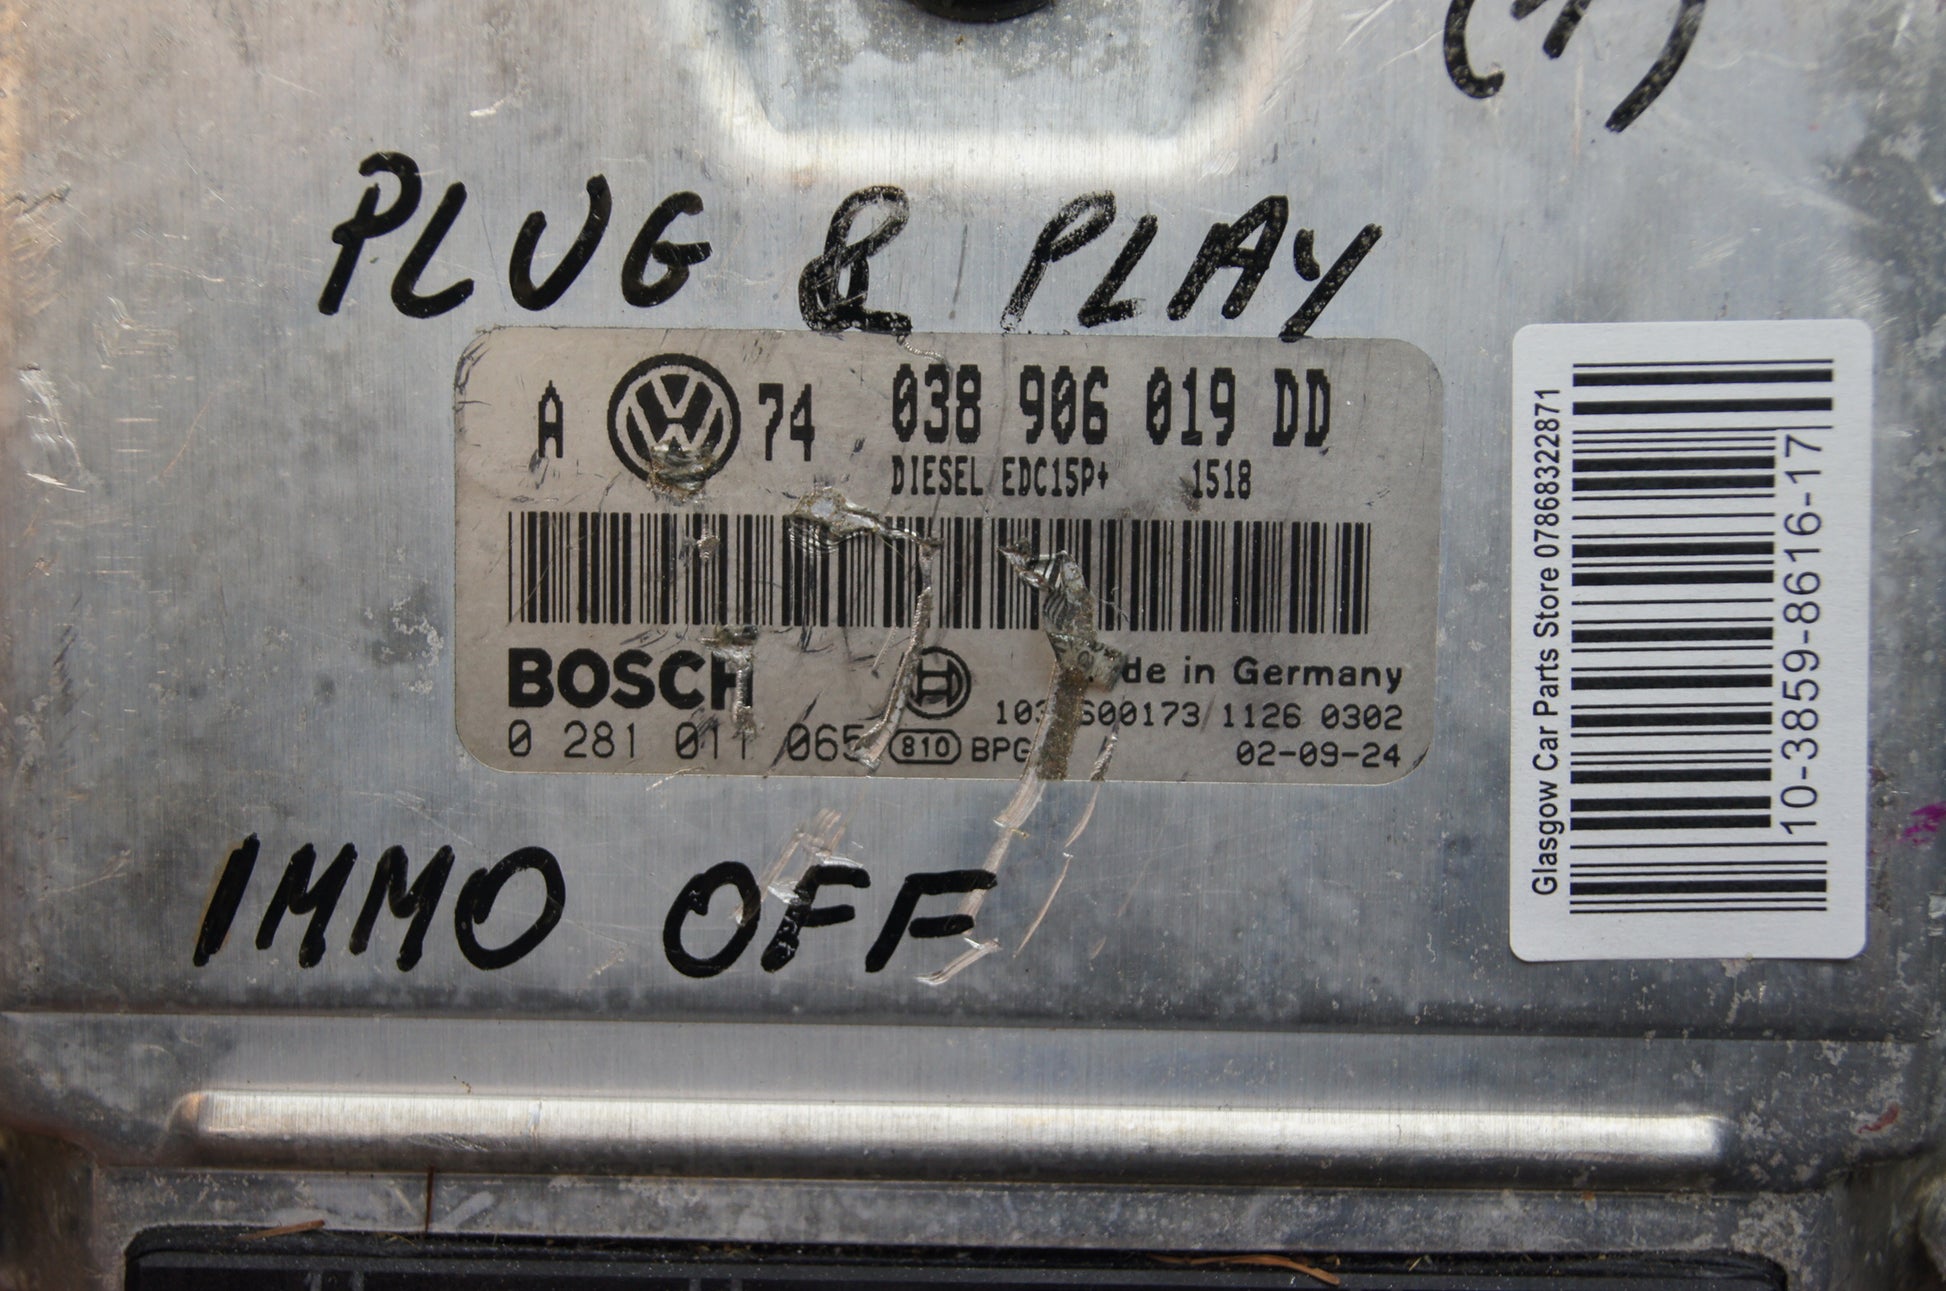 PLUG & PLAY
A 74 038 906 019 DD
DIESEL EDC15P+ 1518
BOSCH
in Germany
1126 0302
0 281 011 065 810 BPG 02-09-24
IMMO OFF
Glasgow Car Parts Store 07868322871
10-3859-8616-17